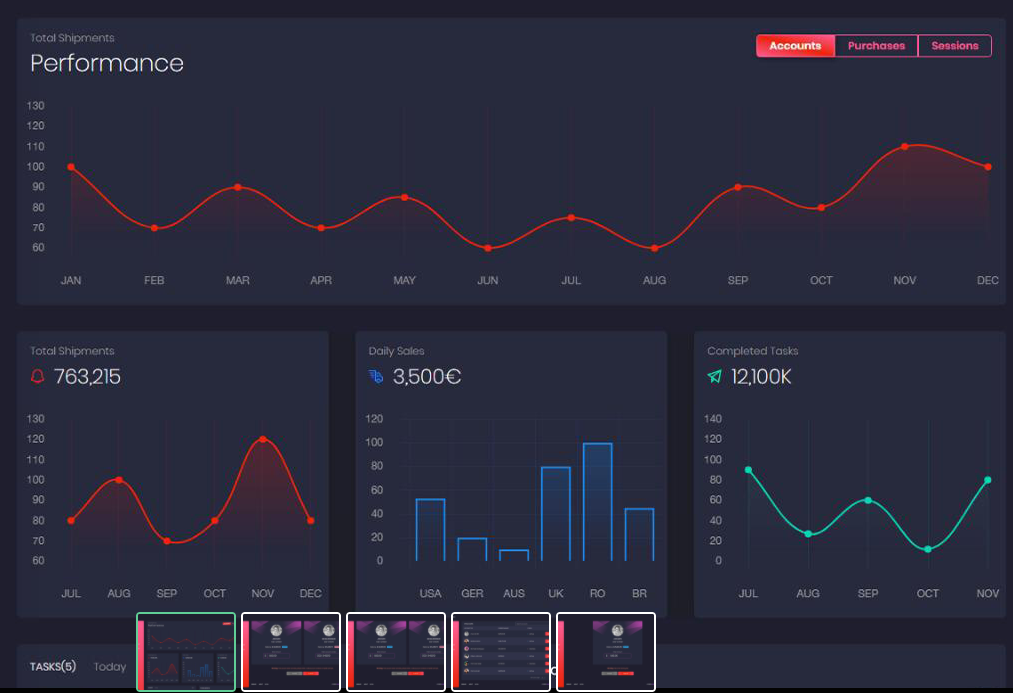 Total Shipments
Performance
Accounts Purchases Sessions
130
120
110
100
90
80
70
60
JAN FEB MAR APR MAY JUN JUL AUG SEP OCT NOV DEC
Total Shipments
763,215
130
120
110
100
90
80
70
60
JUL AUG SEP OCT NOV DEC
Daily Sales
3,500€
120
100
80
60
40
20
0
USA GER AUS UK RO BR
Completed Tasks
12,100K
140
120
100
80
60
40
20
0
JUL AUG SEP OCT NOV
TASKS(5) Today